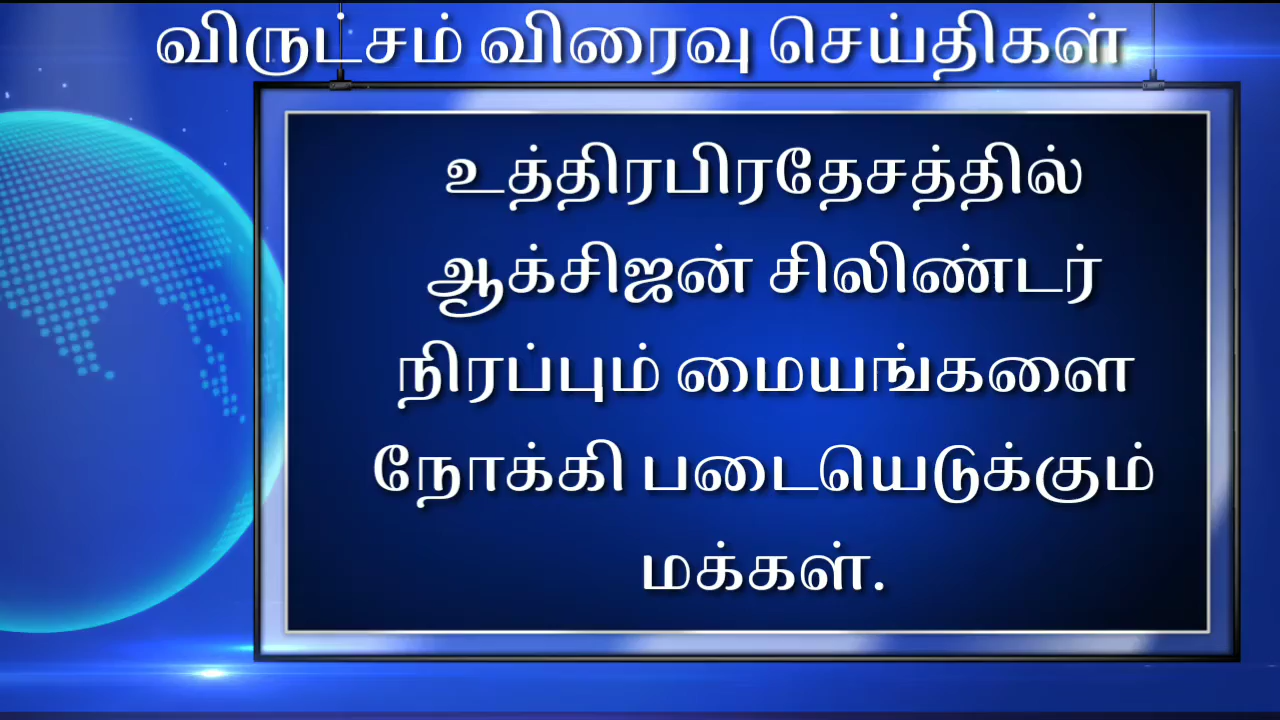 விருட்சம் விரைவு செய்திகள்
உத்திரபிரதேசத்தில்
ஆக்சிஜன் சிலிண்டர்
நிரப்பும் மையங்களை
நோக்கி படையெடுக்கும்
மக்கள்.